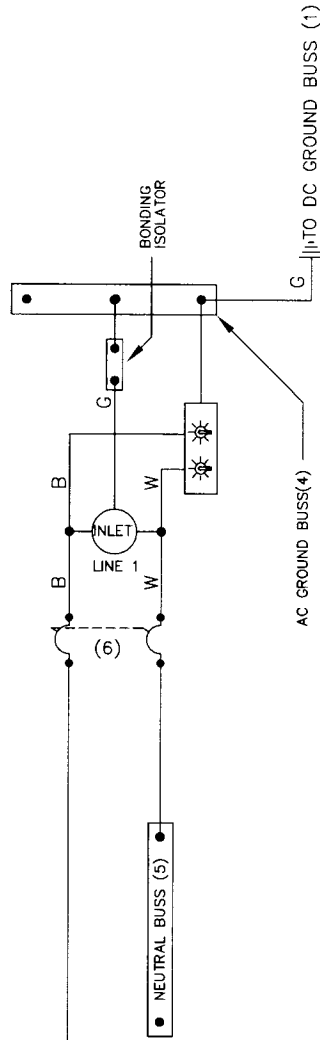 B
B
(6)
INLET
LINE 1
G
BONDING
ISOLATOR
W
W
NEUTRAL BUSS (5)
G
TO DC GROUND BUSS (1)
AC GROUND BUSS(4)